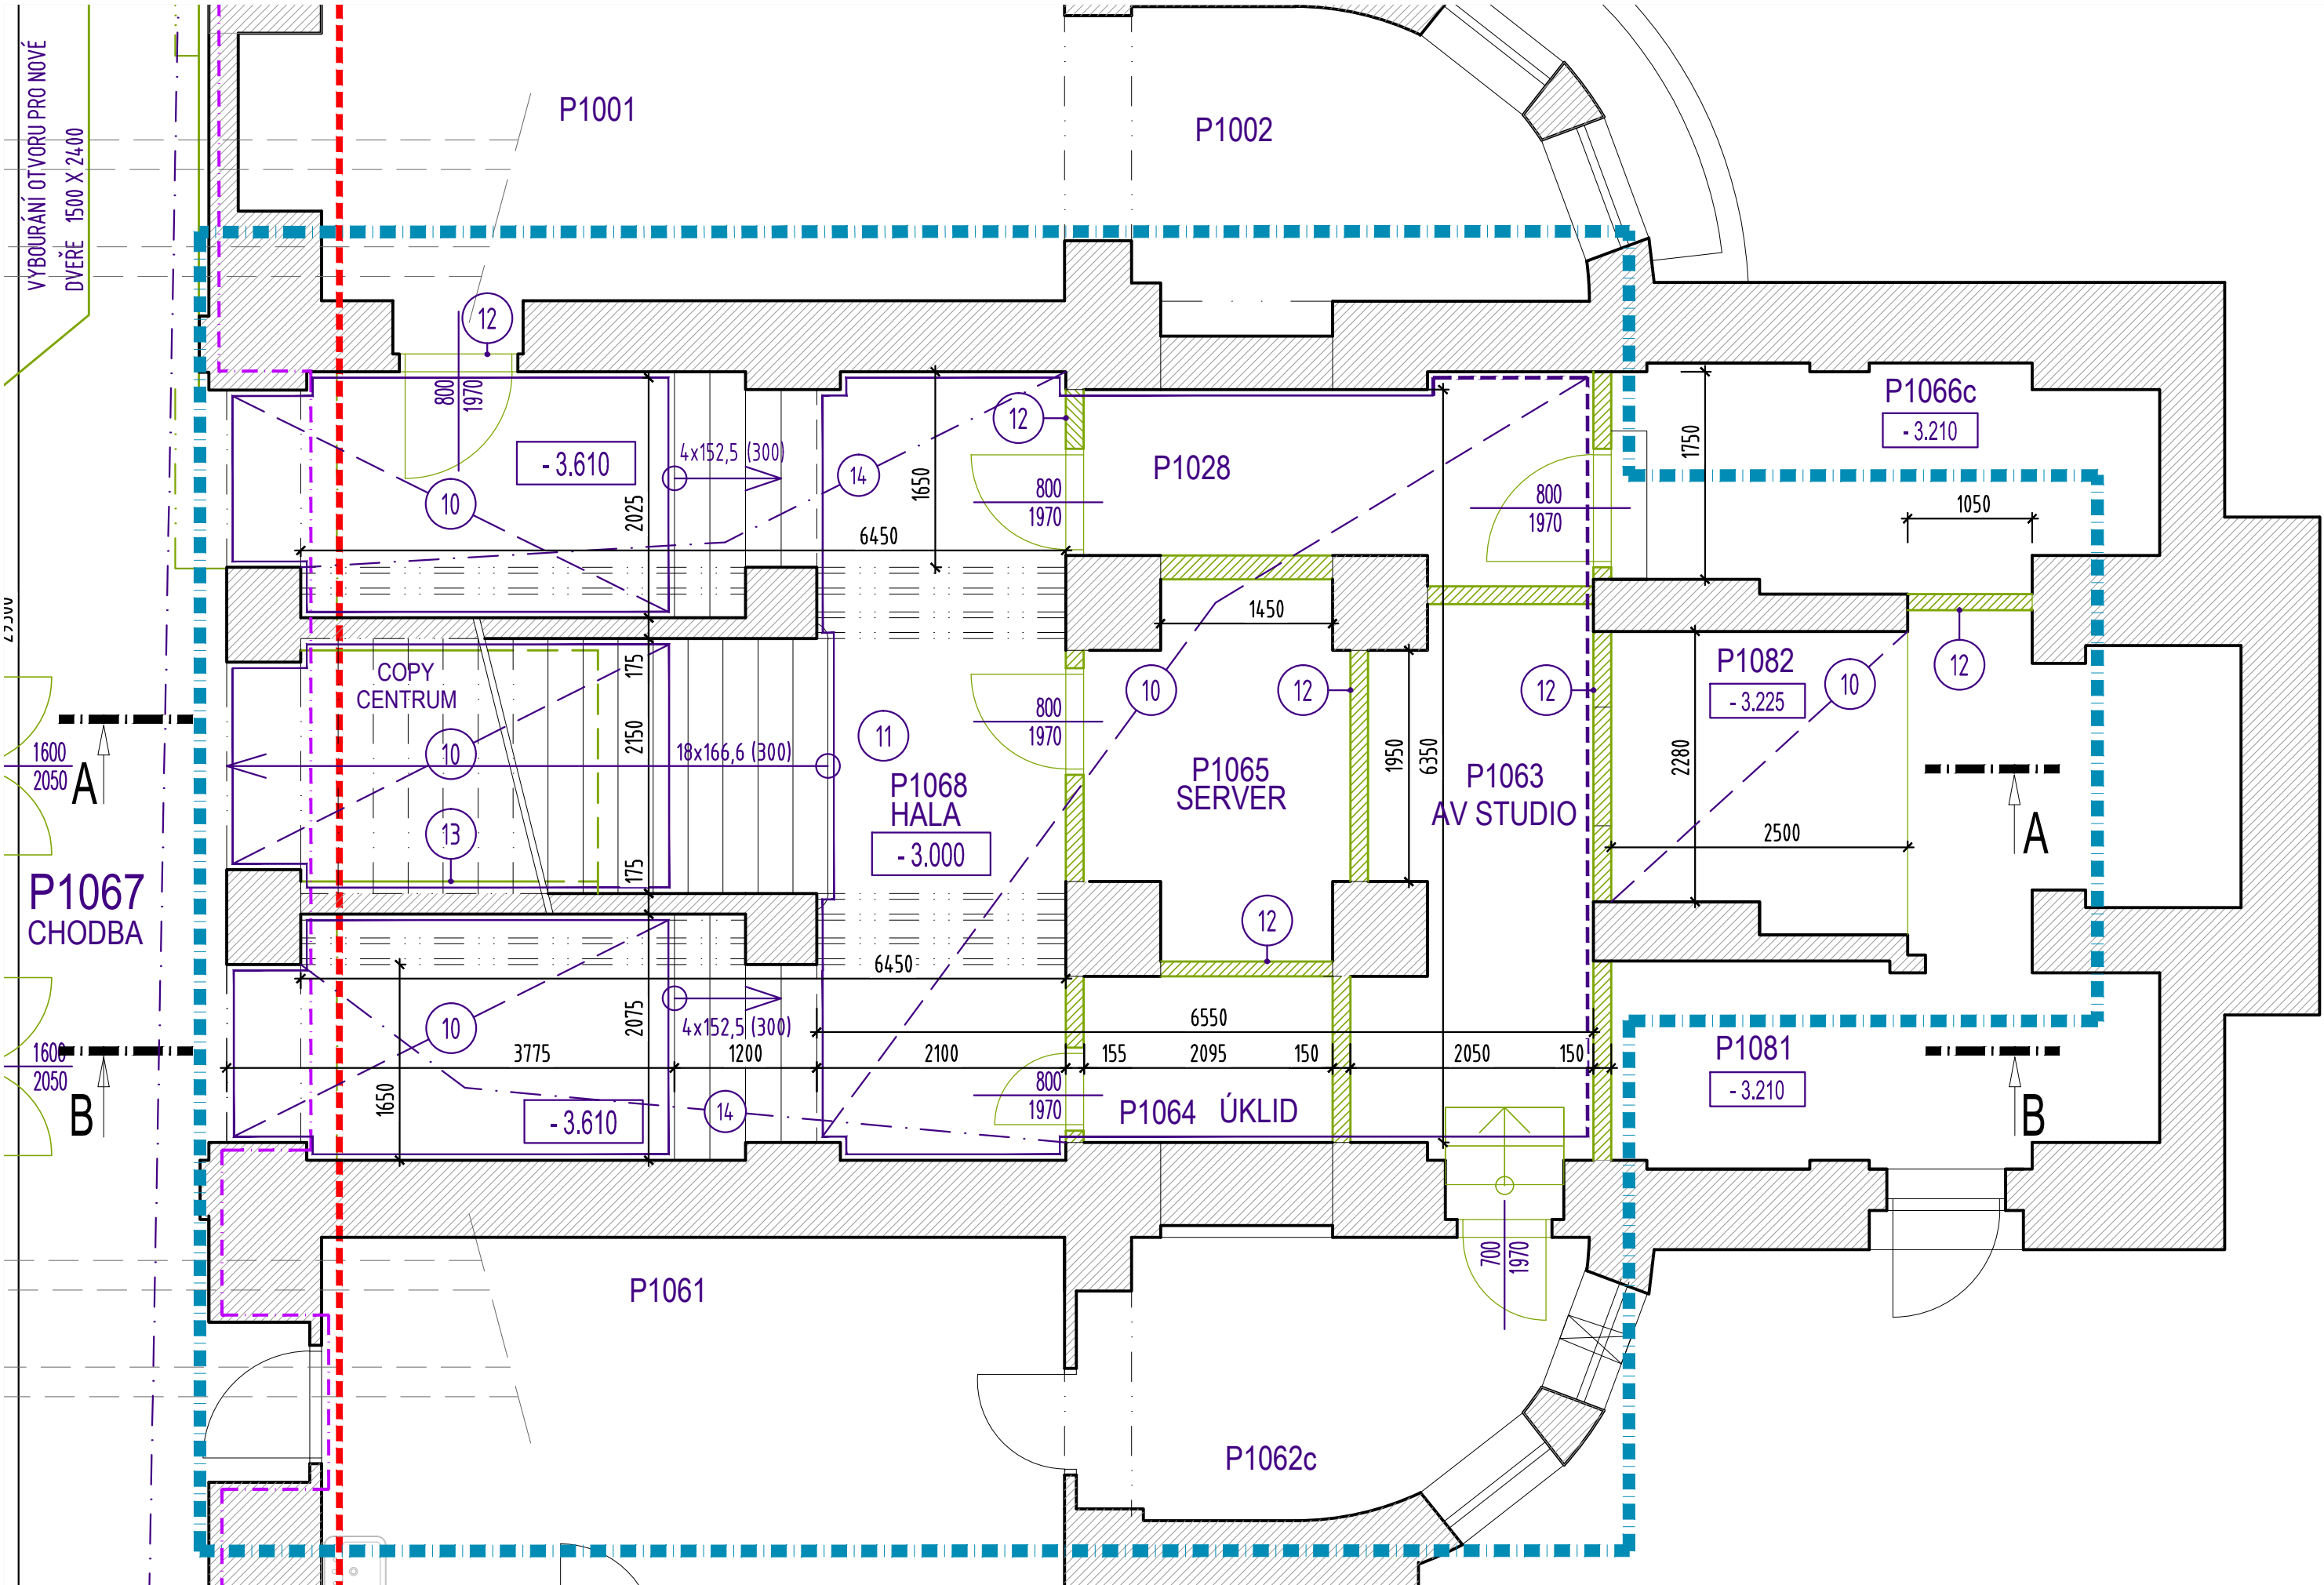 VYBOURÁNÍ OTVORU PRO NOVÉ
DVEŘE 1500 X 2400
P1001
P1002
12
800
1970
- 3.610
4x152,5 (300)
14
10
2025
6450
1650
12
800
1970
P1028
800
1970
1750
P1066c
- 3.210
1050
1450
COPY
CENTRUM
10
13
175
2150
175
18x166,6 (300)
11
P1068
HALA
- 3.000
800
1970
10
12
P1065
SERVER
1950
6350
12
P1063
AV STUDIO
P1082
- 3.225
10
12
2280
2500
A
A
1600
2050
P1067
CHODBA
12
6450
10
2075
4x152,5 (300)
6550
3775
1200
2100
155
2095
150
2050
150
1650
- 3.610
14
800
1970
P1064 ÚKLID
P1081
- 3.210
1600
2050
B
B
700
1970
P1061
P1062c